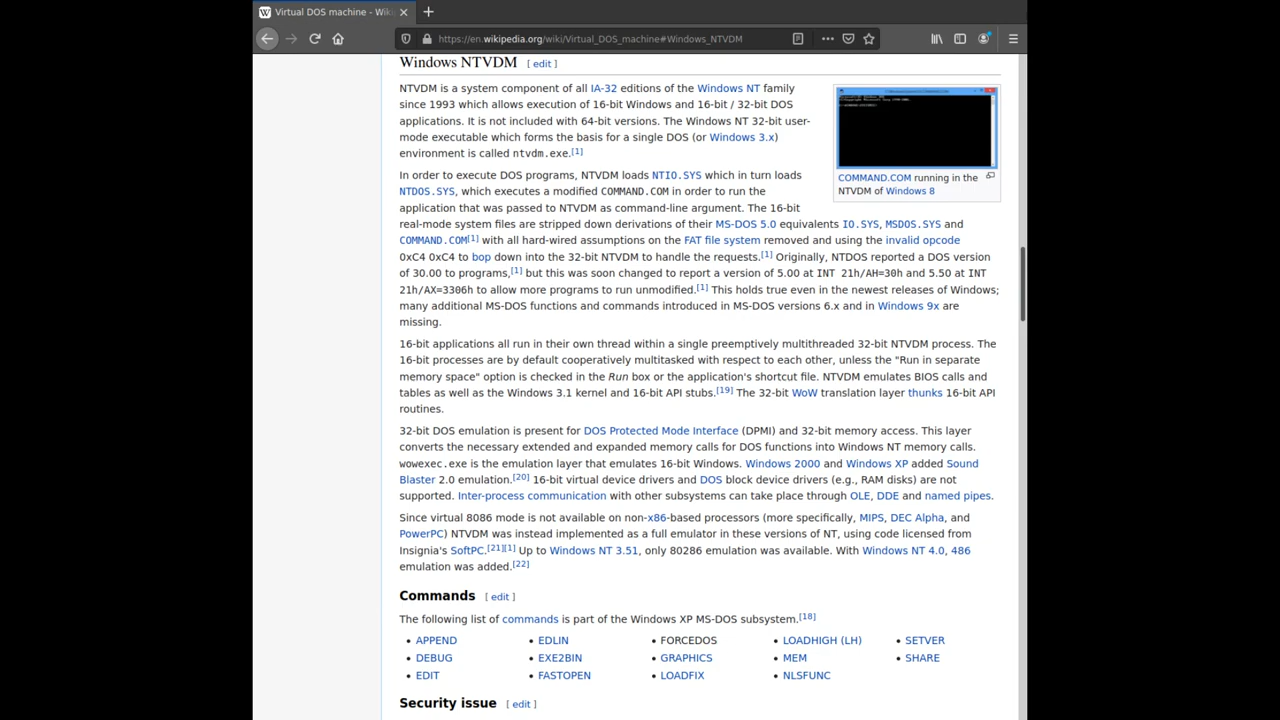 Virtual DOS machine - Wiki
https://en.wikipedia.org/wiki/Virtual_DOS_machine#Windows_NTVDM
Windows NTVDM [ edit ]
NTVDM is a system component of all IA-32 editions of the Windows NT family
since 1993 which allows execution of 16-bit Windows and 16-bit / 32-bit DOS
applications. It is not included with 64-bit versions. The Windows NT 32-bit user-
mode executable which forms the basis for a single DOS (or Windows 3.x)
environment is called ntvdm.exe.[1]
COMMAND.COM running in the
NTVDM of Windows 8
In order to execute DOS programs, NTVDM loads NTIO.SYS which in turn loads
NTDOS.SYS, which executes a modified COMMAND.COM in order to run the
application that was passed to NTVDM as command-line argument. The 16-bit
real-mode system files are stripped down derivations of their MS-DOS 5.0 equivalents IO.SYS, MSDOS.SYS and
COMMAND.COM[1] with all hard-wired assumptions on the FAT file system removed and using the invalid opcode
0xC4 0xC4 to bop down into the 32-bit NTVDM to handle the requests.[1] Originally, NTDOS reported a DOS version
of 30.00 to programs,[1] but this was soon changed to report a version of 5.00 at INT 21h/AH=30h and 5.50 at INT
21h/AX=3306h to allow more programs to run unmodified.[1] This holds true even in the newest releases of Windows;
many additional MS-DOS functions and commands introduced in MS-DOS versions 6.x and in Windows 9x are
missing.
16-bit applications all run in their own thread within a single preemptively multithreaded 32-bit NTVDM process. The
16-bit processes are by default cooperatively multitasked with respect to each other, unless the "Run in separate
memory space" option is checked in the Run box or the application's shortcut file. NTVDM emulates BIOS calls and
tables as well as the Windows 3.1 kernel and 16-bit API stubs.[19] The 32-bit WoW translation layer thunks 16-bit API
routines.
32-bit DOS emulation is present for DOS Protected Mode Interface (DPMI) and 32-bit memory access. This layer
converts the necessary extended and expanded memory calls for DOS functions into Windows NT memory calls.
wowexec.exe is the emulation layer that emulates 16-bit Windows. Windows 2000 and Windows XP added Sound
Blaster 2.0 emulation.[20] 16-bit virtual device drivers and DOS block device drivers (e.g., RAM disks) are not
supported. Inter-process communication with other subsystems can take place through OLE, DDE and named pipes.
Since virtual 8086 mode is not available on non-x86-based processors (more specifically, MIPS, DEC Alpha, and
PowerPC) NTVDM was instead implemented as a full emulator in these versions of NT, using code licensed from
Insignia's SoftPC.[21][1] Up to Windows NT 3.51, only 80286 emulation was available. With Windows NT 4.0, 486
emulation was added.[22]
Commands [ edit ]
The following list of commands is part of the Windows XP MS-DOS subsystem.[18]
• APPEND • EDLIN • FORCEDOS • LOADHIGH (LH) • SETVER
• DEBUG • EXE2BIN • GRAPHICS • MEM • SHARE
• EDIT • FASTOPEN • LOADFIX • NLSFUNC
Security issue [ edit ]